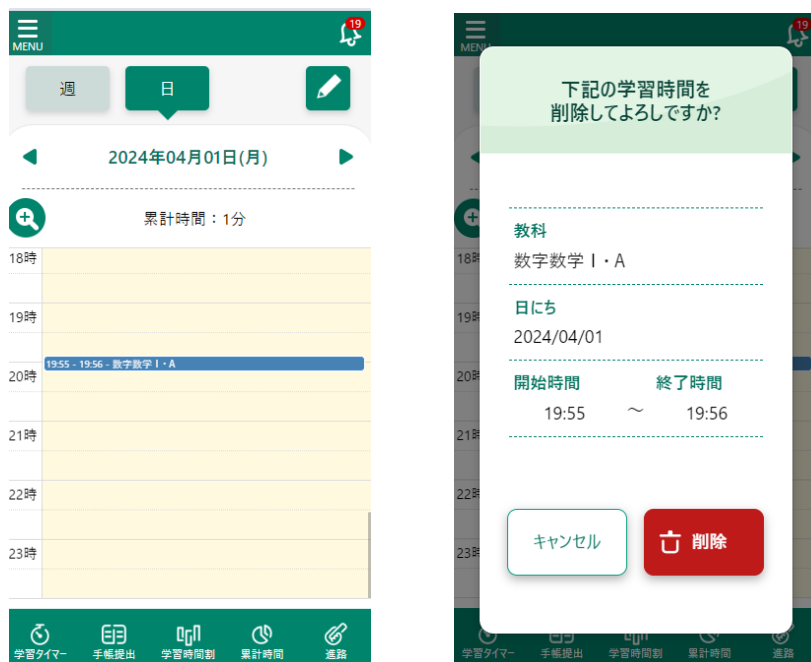 19
MENU
週
日
2024年04月01日(月)
累計時間：1分
18時
19時
19:55 - 19:56 - 数字数学Ⅰ・A
20時
21時
22時
23時
学習タイマー
手帳提出
学習時間割
累計時間
進路
19
MENU
下記の学習時間を
削除してよろしですか?
教科
数字数学Ⅰ・A
日にち
2024/04/01
開始時間 終了時間
19:55 ～ 19:56
キャンセル
削除
18時
19時
20時
21時
22時
23時
学習タイマー
手帳提出
学習時間割
累計時間
進路